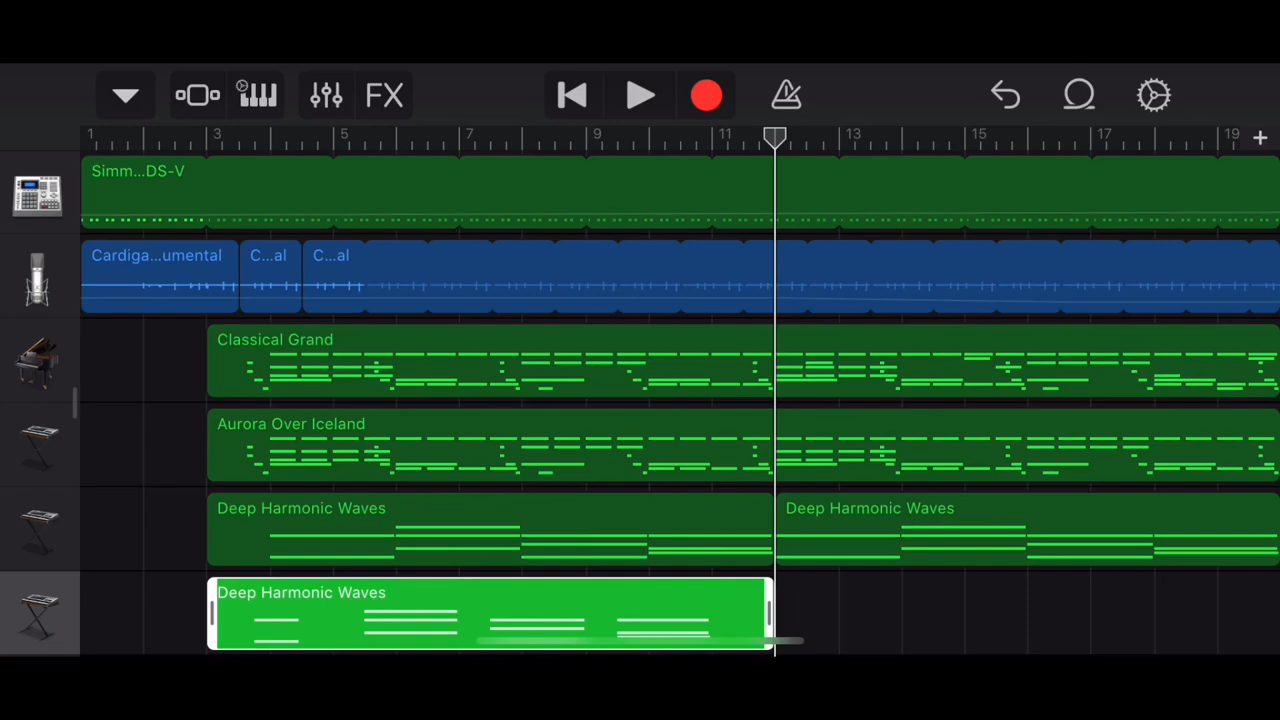 FX
1 3 5 7 9 11 13 15 17 19 +
Simm...DS-V
Cardiga...umental C...al C...al
Classical Grand
Aurora Over Iceland
Deep Harmonic Waves Deep Harmonic Waves
Deep Harmonic Waves